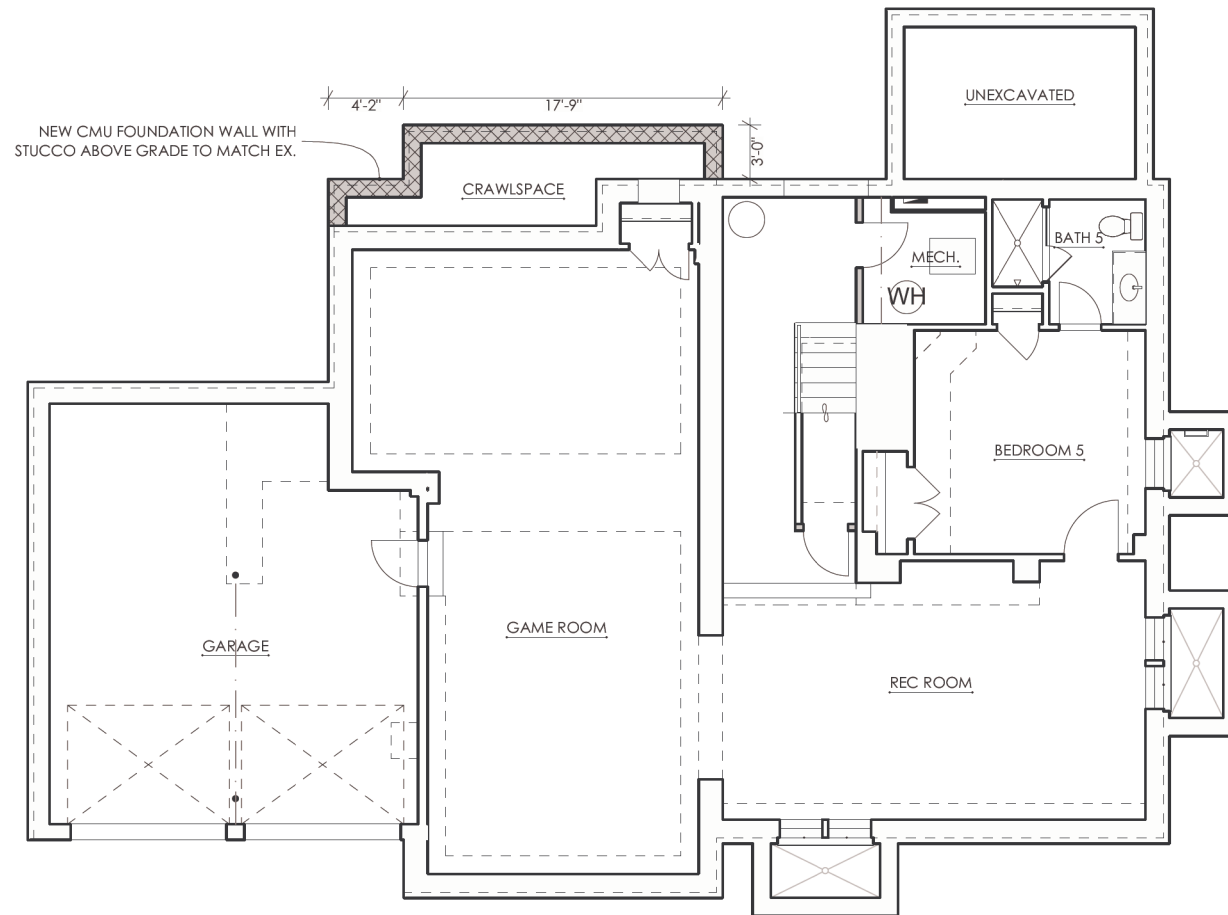 UNEXCAVATED
4'-2"
17'-9"
NEW CMU FOUNDATION WALL WITH
STUCCO ABOVE GRADE TO MATCH EX.
3'-0"
CRAWLSPACE
BATH 5
MECH.
WH
BEDROOM 5
GAME ROOM
GARAGE
REC ROOM